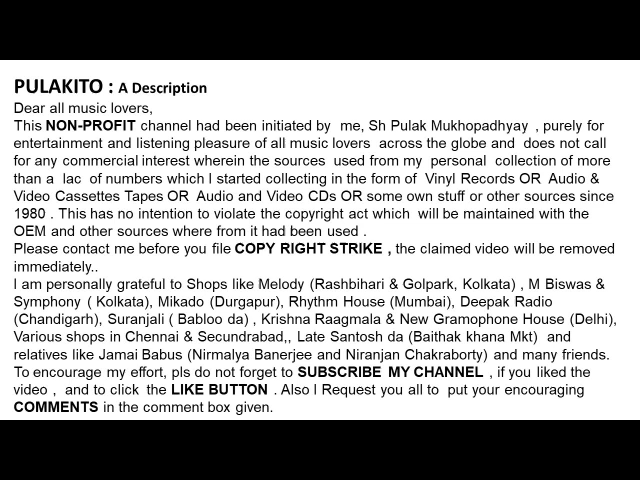 PULAKITO : A Description
Dear all music lovers,
This NON-PROFIT channel had been initiated by me, Sh Pulak Mukhopadhyay , purely for
entertainment and listening pleasure of all music lovers across the globe and does not call
for any commercial interest wherein the sources used from my personal collection of more
than a lac of numbers which I started collecting in the form of Vinyl Records OR Audio &
Video Cassettes Tapes OR Audio and Video CDs OR some own stuff or other sources since
1980 . This has no intention to violate the copyright act which will be maintained with the
OEM and other sources where from it had been used .
Please contact me before you file COPY RIGHT STRIKE , the claimed video will be removed
immediately..
I am personally grateful to Shops like Melody (Rashbihari & Golpark, Kolkata) , M Biswas &
Symphony ( Kolkata), Mikado (Durgapur), Rhythm House (Mumbai), Deepak Radio
(Chandigarh), Suranjali ( Babloo da) , Krishna Raagmala & New Gramophone House (Delhi),
Various shops in Chennai & Secundrabad,, Late Santosh da (Baithak khana Mkt) and
relatives like Jamai Babus (Nirmalya Banerjee and Niranjan Chakraborty) and many friends.
To encourage my effort, pls do not forget to SUBSCRIBE MY CHANNEL , if you liked the
video , and to click the LIKE BUTTON . Also I Request you all to put your encouraging
COMMENTS in the comment box given.